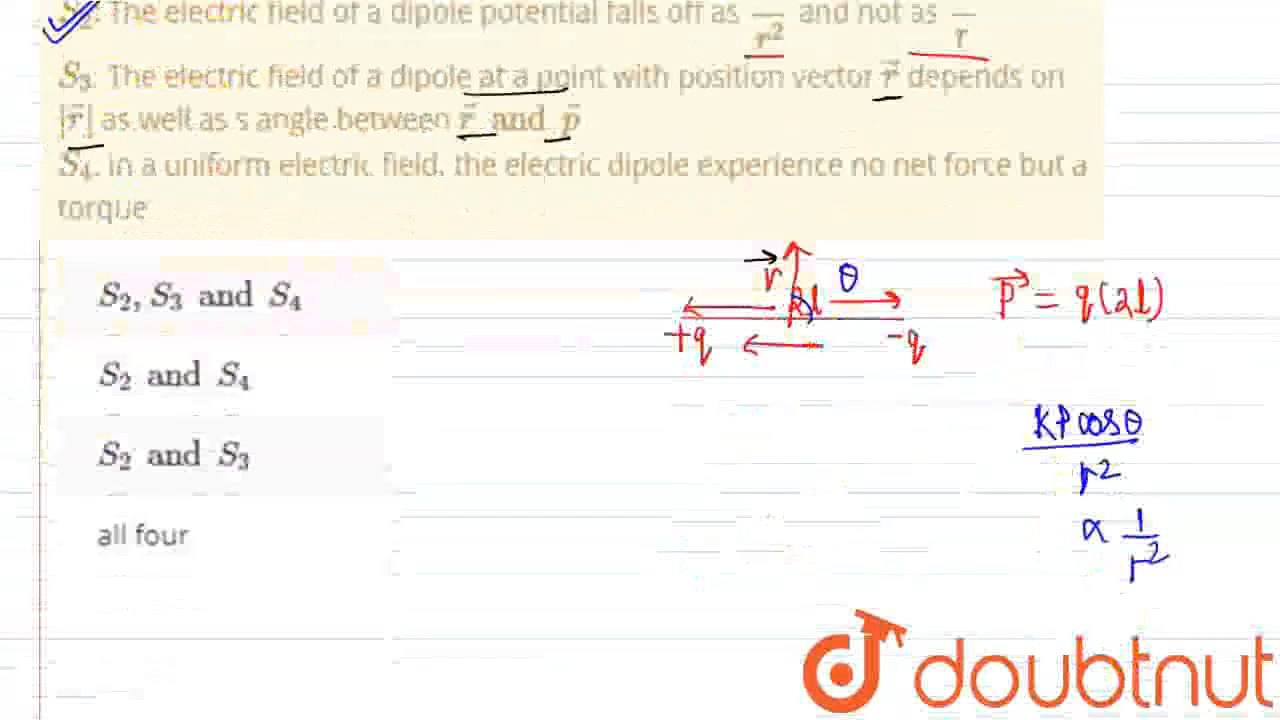 S₂: The electric field of a dipole potential falls off as — / r² and not as — / r
S₃: The electric field of a dipole at a point with position vector r⃗ depends on
|r⃗| as well as s angle between r⃗ and p⃗
S₄. in a uniform electric field, the electric dipole experience no net force but a
torque
S₂, S₃ and S₄
S₂ and S₄
S₂ and S₃
all four
r⃗ θ
2l
+q -q
P⃗ = q(2l)
KP cosθ / r²
∝ 1 / r²
doubtnut